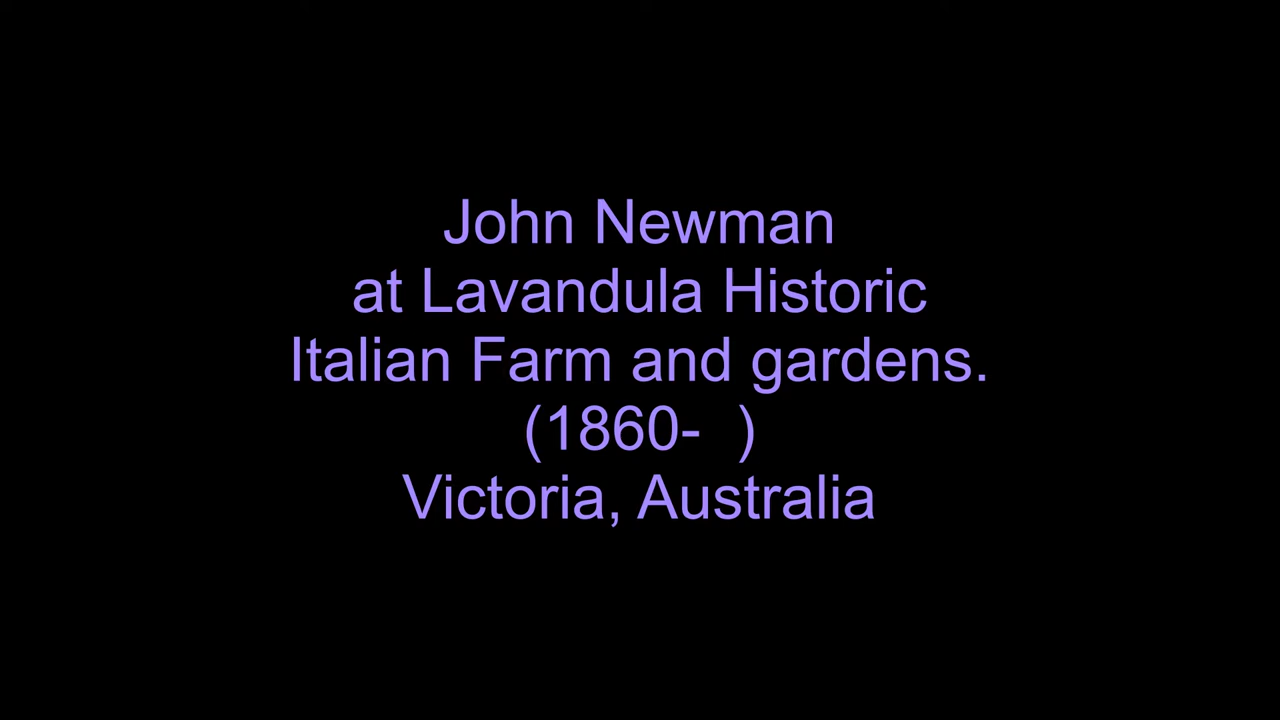 John Newman
at Lavandula Historic
Italian Farm and gardens.
(1860-  )
Victoria, Australia